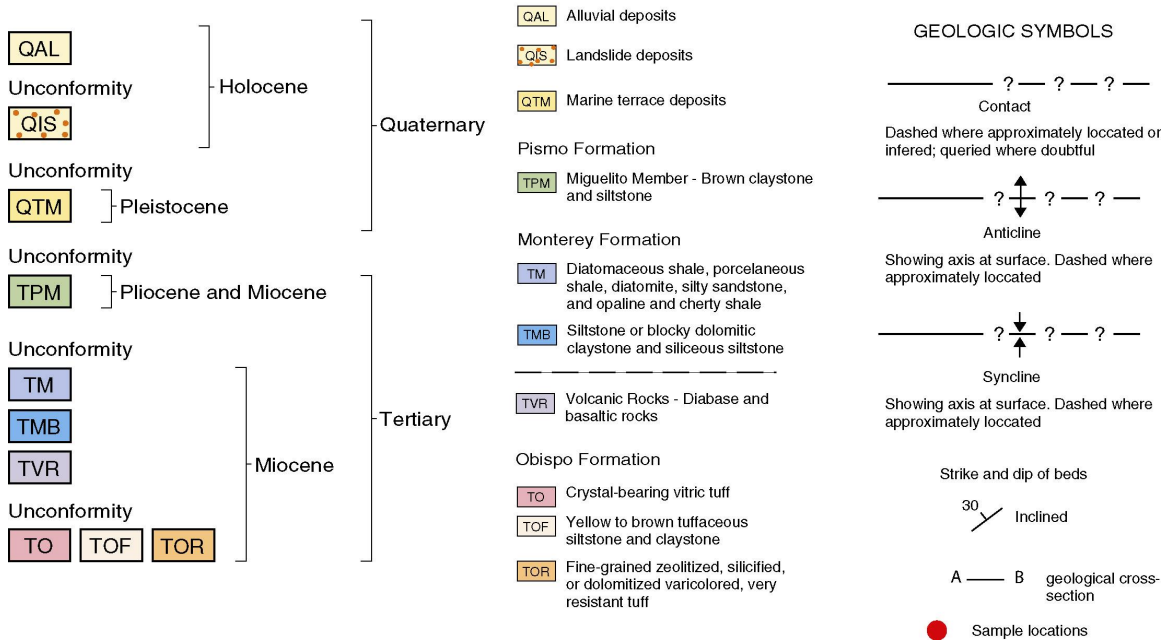 QAL
Unconformity
QIS
Holocene
Unconformity
QTM
Pleistocene
Quaternary
Unconformity
TPM
Pliocene and Miocene
Unconformity
TM
TMB
TVR
Miocene
Tertiary
Unconformity
TO TOF TOR
QAL Alluvial deposits
QIS Landslide deposits
QTM Marine terrace deposits
Pismo Formation
TPM Miguelito Member - Brown claystone
and siltstone
Monterey Formation
TM Diatomaceous shale, porcelaneous
shale, diatomite, silty sandstone,
and opaline and cherty shale
TMB Siltstone or blocky dolomitic
claystone and siliceous siltstone
TVR Volcanic Rocks - Diabase and
basaltic rocks
Obispo Formation
TO Crystal-bearing vitric tuff
TOF Yellow to brown tuffaceous
siltstone and claystone
TOR Fine-grained zeolitized, silicified,
or dolomitized varicolored, very
resistant tuff
GEOLOGIC SYMBOLS
? ? ?
Contact
Dashed where approximately loccated or
infered; queried where doubtful
? ? ?
Anticline
Showing axis at surface. Dashed where
approximately loccated
? ? ?
Syncline
Showing axis at surface. Dashed where
approximately loccated
Strike and dip of beds
30 Inclined
A B geological cross-
section
Sample locations